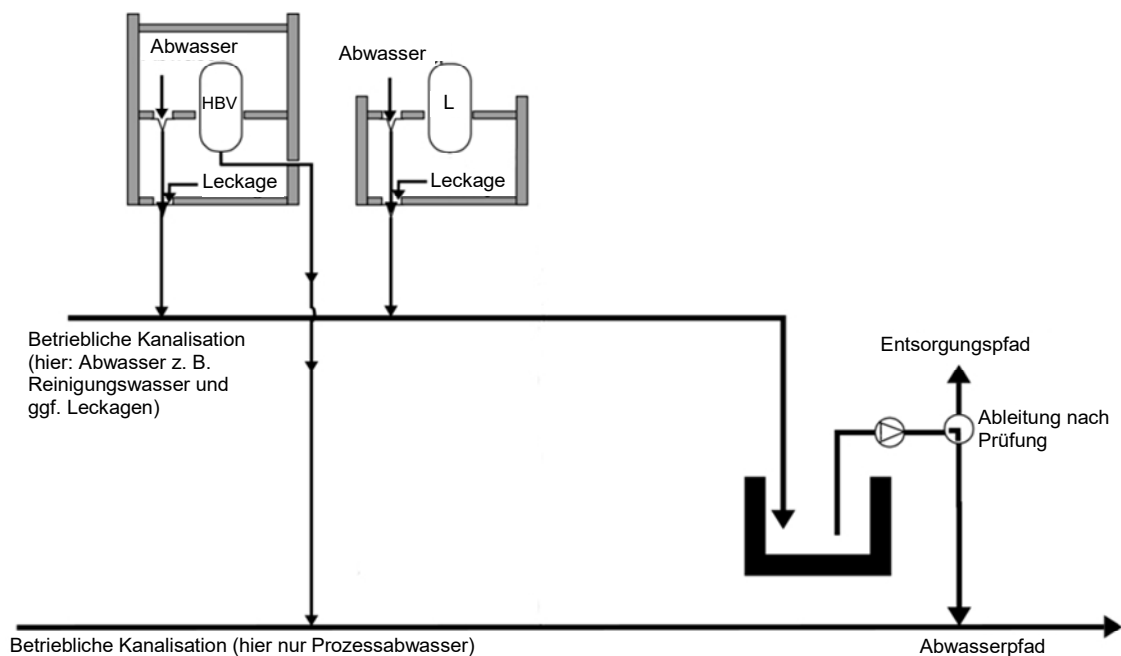 Abwasser
HBV
Leckage
Abwasser
L
Leckage
Betriebliche Kanalisation
(hier: Abwasser z. B.
Reinigungswasser und
ggf. Leckagen)
Entsorgungspfad
Ableitung nach
Prüfung
Betriebliche Kanalisation (hier nur Prozessabwasser)
Abwasserpfad